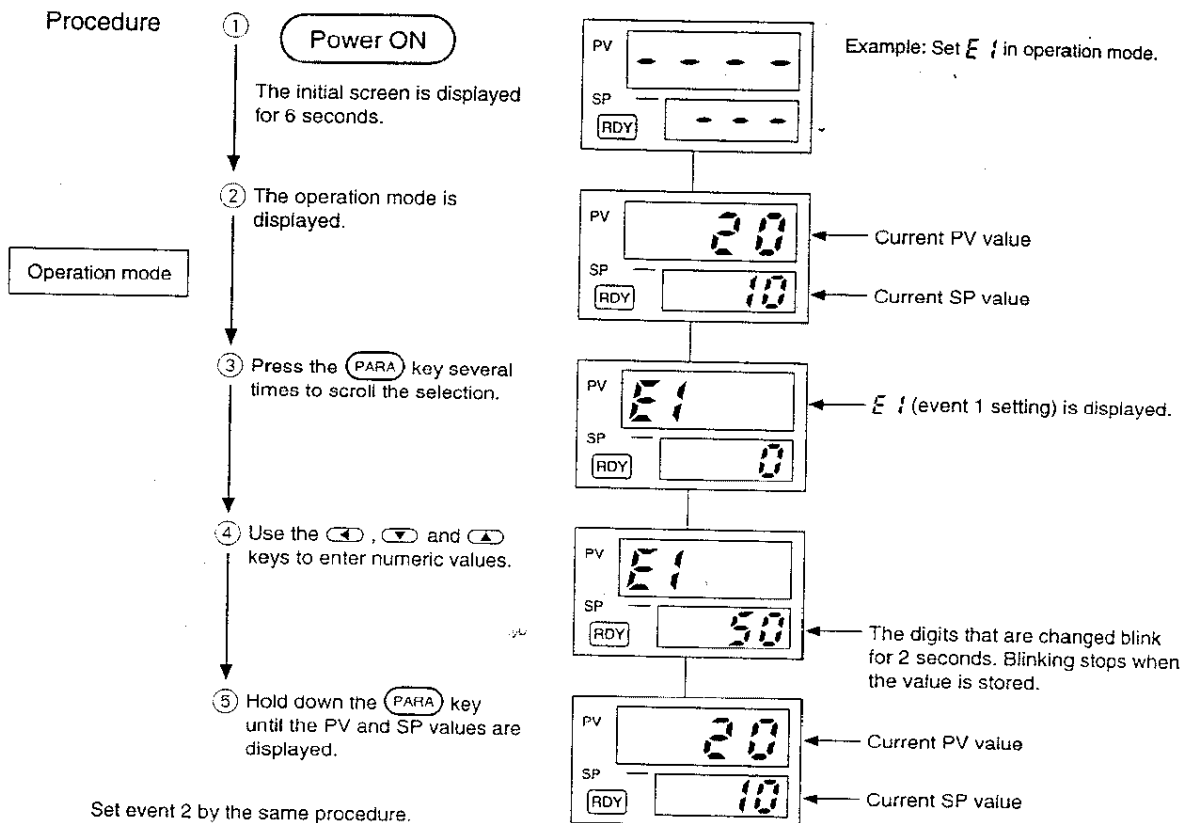 Procedure
① Power ON
Example: Set E1 in operation mode.
The initial screen is displayed
for 6 seconds.
PV - - - -
SP
RDY - - -
② The operation mode is
displayed.
Operation mode
PV 20 Current PV value
SP
RDY 10 Current SP value
③ Press the PARA key several
times to scroll the selection.
PV E1 E1 (event 1 setting) is displayed.
SP
RDY 0
④ Use the ◀ , ▼ and ▲
keys to enter numeric values.
PV E1
SP
RDY 50
The digits that are changed blink
for 2 seconds. Blinking stops when
the value is stored.
⑤ Hold down the PARA key
until the PV and SP values are
displayed.
PV 20 Current PV value
SP
RDY 10 Current SP value
Set event 2 by the same procedure.